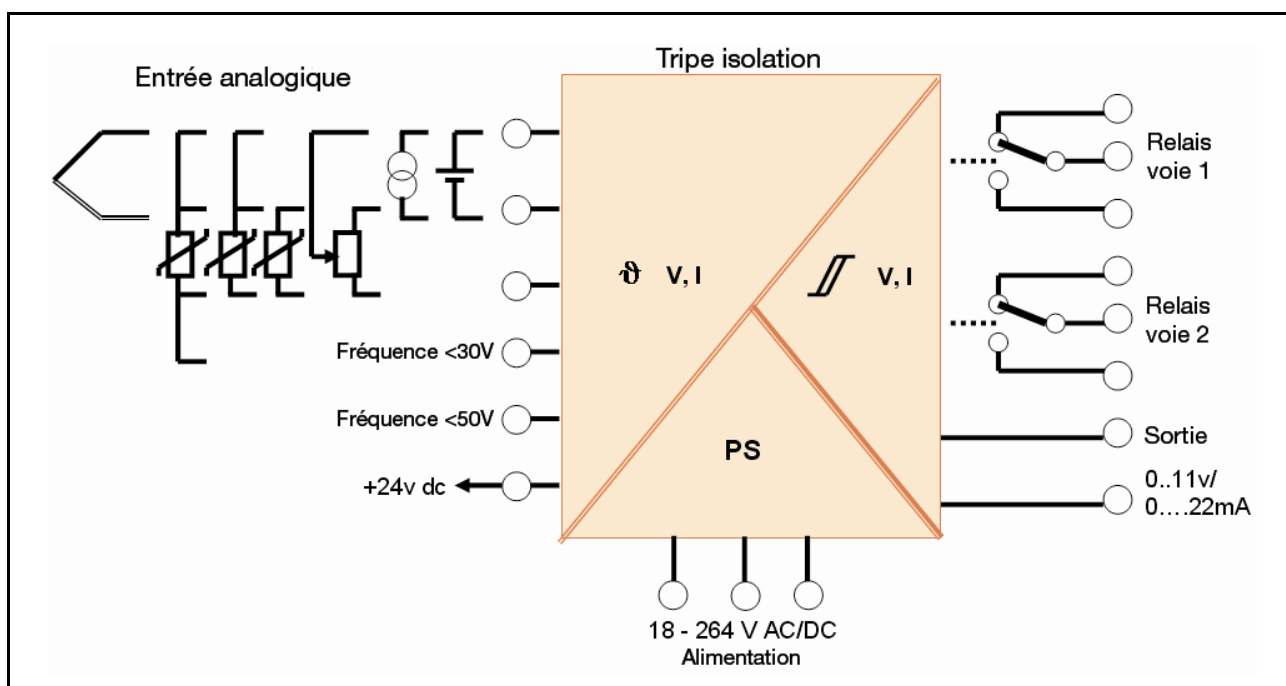 Tripe isolation
Entrée analogique
Relais
voie 1
ϑ V, I
V, I
Relais
voie 2
Fréquence <30V
Fréquence <50V
PS
Sortie
+24v dc
0..11v/
0....22mA
18 - 264 V AC/DC
Alimentation